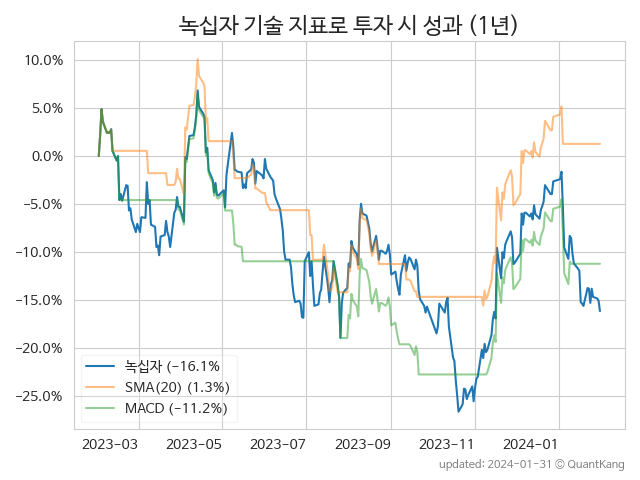 녹십자 기술 지표로 투자 시 성과 (1년)
10.0%
5.0%
0.0%
−5.0%
−10.0%
−15.0%
−20.0%
−25.0%
녹십자 (−16.1%
SMA(20) (1.3%)
MACD (−11.2%)
2023-03 2023-05 2023-07 2023-09 2023-11 2024-01
updated: 2024-01-31 © QuantKang